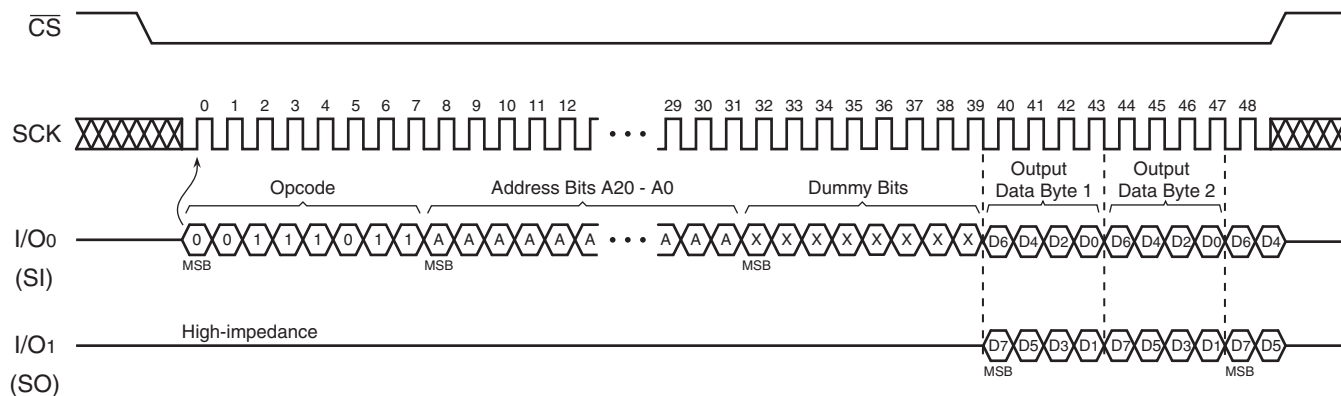 CS
0 1 2 3 4 5 6 7 8 9 10 11 12 29 30 31 32 33 34 35 36 37 38 39 40 41 42 43 44 45 46 47 48
SCK
Opcode Address Bits A20 - A0 Dummy Bits Output Data Byte 1 Output Data Byte 2
I/O0 (SI)
0 0 1 1 1 0 1 1 A A A A A A A A A X X X X X X X X D6 D4 D2 D0 D6 D4 D2 D0 D6 D4
MSB MSB MSB
High-impedance
I/O1 (SO)
D7 D5 D3 D1 D7 D5 D3 D1 D7 D5
MSB MSB